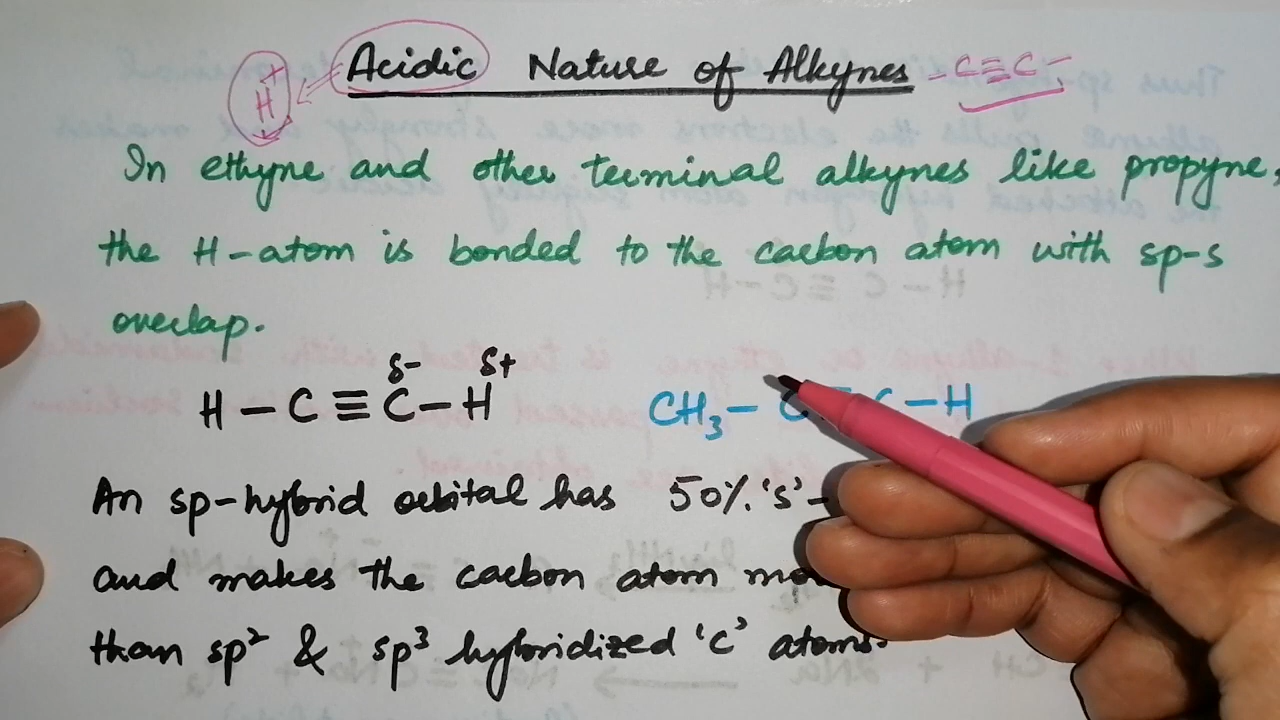 Acidic Nature of Alkynes -C≡C-
H+
In ethyne and other terminal alkynes like propyne,
the H-atom is bonded to the carbon atom with sp-s
overlap.
δ- δ+
H – C ≡ C – H CH3 – C C – H
An sp-hybrid orbital has 50% 's'-
and makes the carbon atom
than sp² & sp³ hybridized 'c' atoms.